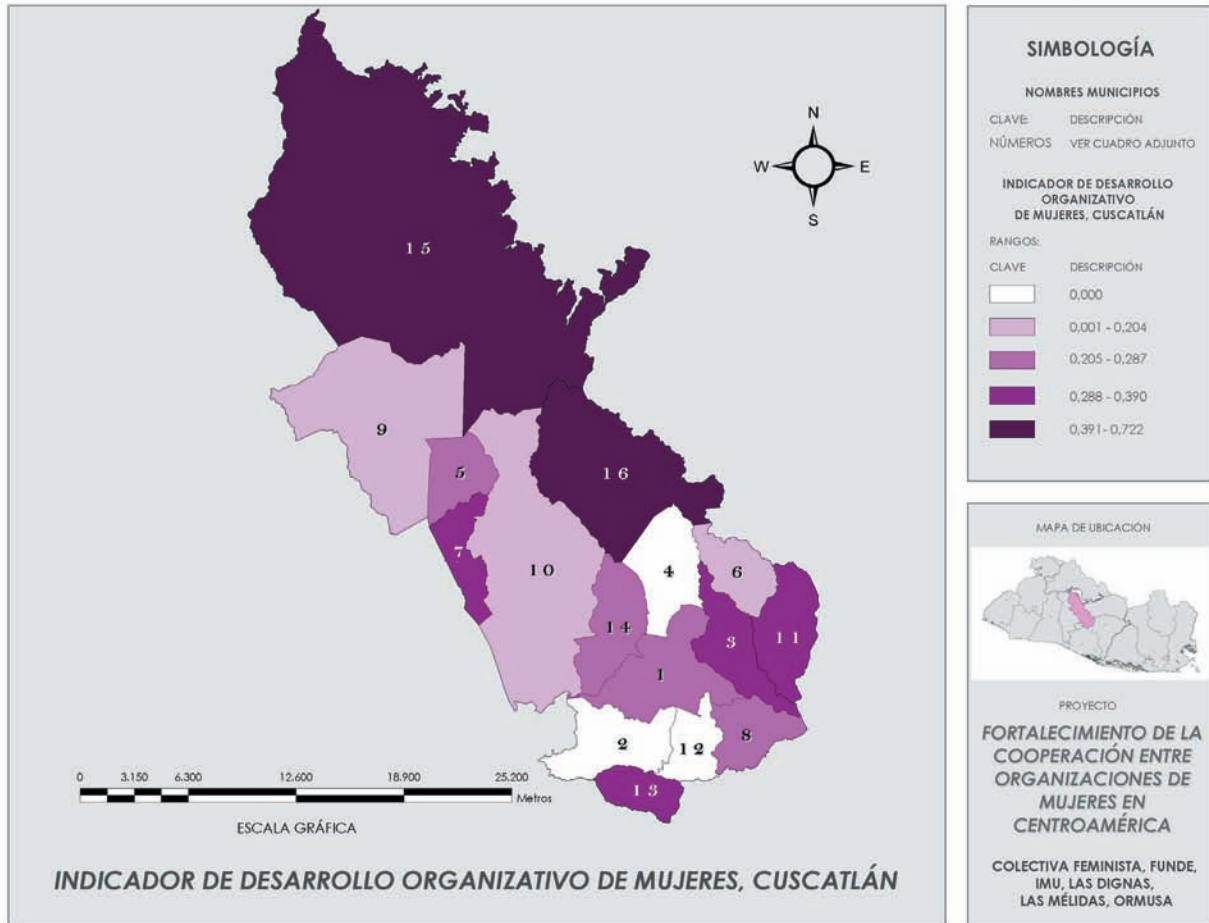 N
W E
S
15
9
5
16
7
10
4
6
14
3
11
1
2
12
8
13
0 3.150 6.300 12.600 18.900 25.200
Metros
ESCALA GRÁFICA
INDICADOR DE DESARROLLO ORGANIZATIVO DE MUJERES, CUSCATLÁN
SIMBOLOGÍA
NOMBRES MUNICIPIOS
CLAVE: DESCRIPCIÓN
NÚMEROS VER CUADRO ADJUNTO
INDICADOR DE DESARROLLO
ORGANIZATIVO
DE MUJERES, CUSCATLÁN
RANGOS:
CLAVE DESCRIPCIÓN
0,000
0,001 - 0,204
0,205 - 0,287
0,288 - 0,390
0,391 - 0,722
MAPA DE UBICACIÓN
PROYECTO
FORTALECIMIENTO DE LA
COOPERACIÓN ENTRE
ORGANIZACIONES DE
MUJERES EN
CENTROAMÉRICA
COLECTIVA FEMINISTA, FUNDE,
IMU, LAS DIGNAS,
LAS MÉLIDAS, ORMUSA